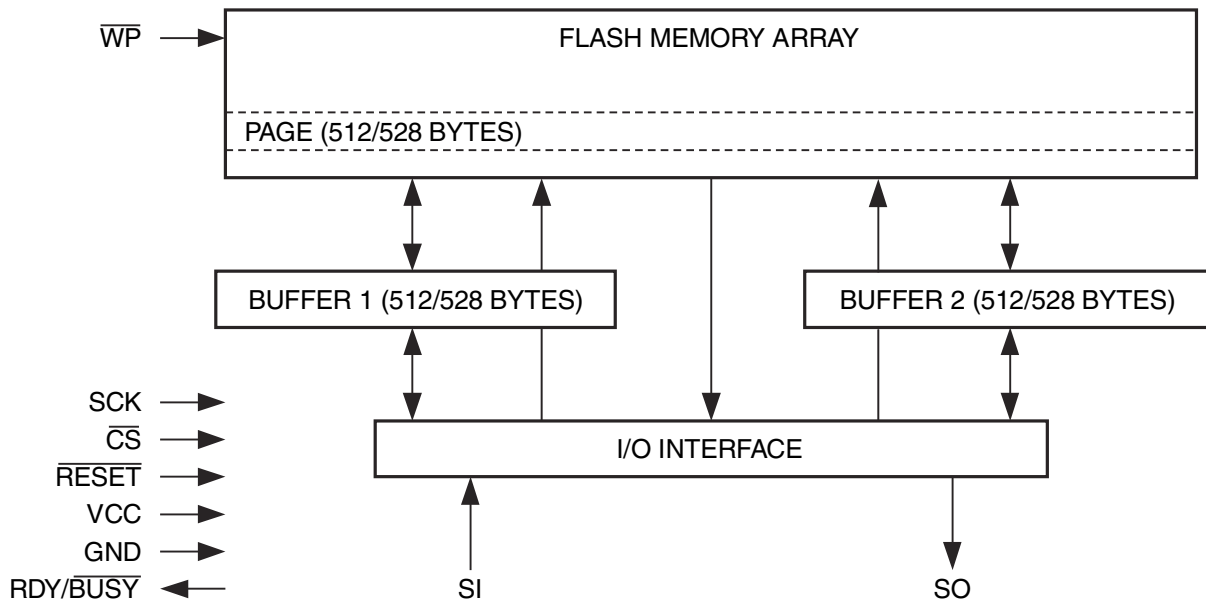 WP
FLASH MEMORY ARRAY
PAGE (512/528 BYTES)
BUFFER 1 (512/528 BYTES)
BUFFER 2 (512/528 BYTES)
SCK
CS
RESET
VCC
GND
RDY/BUSY
I/O INTERFACE
SI
SO